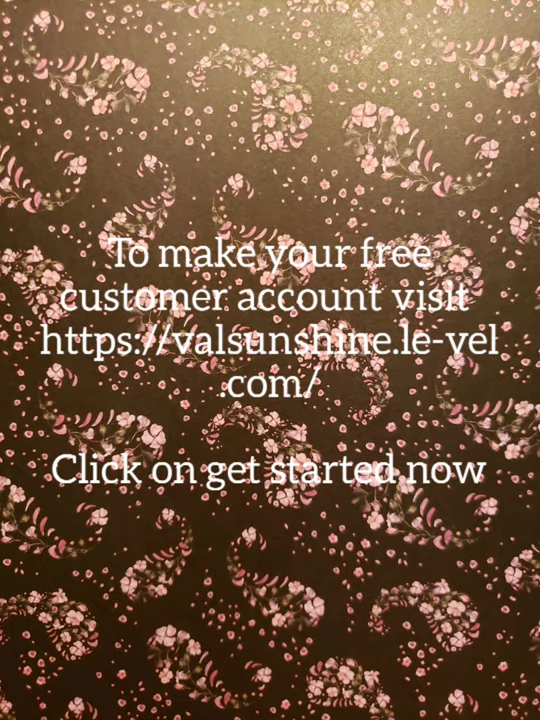 To make your free
customer account visit
https://valsunshine.le-vel
.com/
Click on get started now